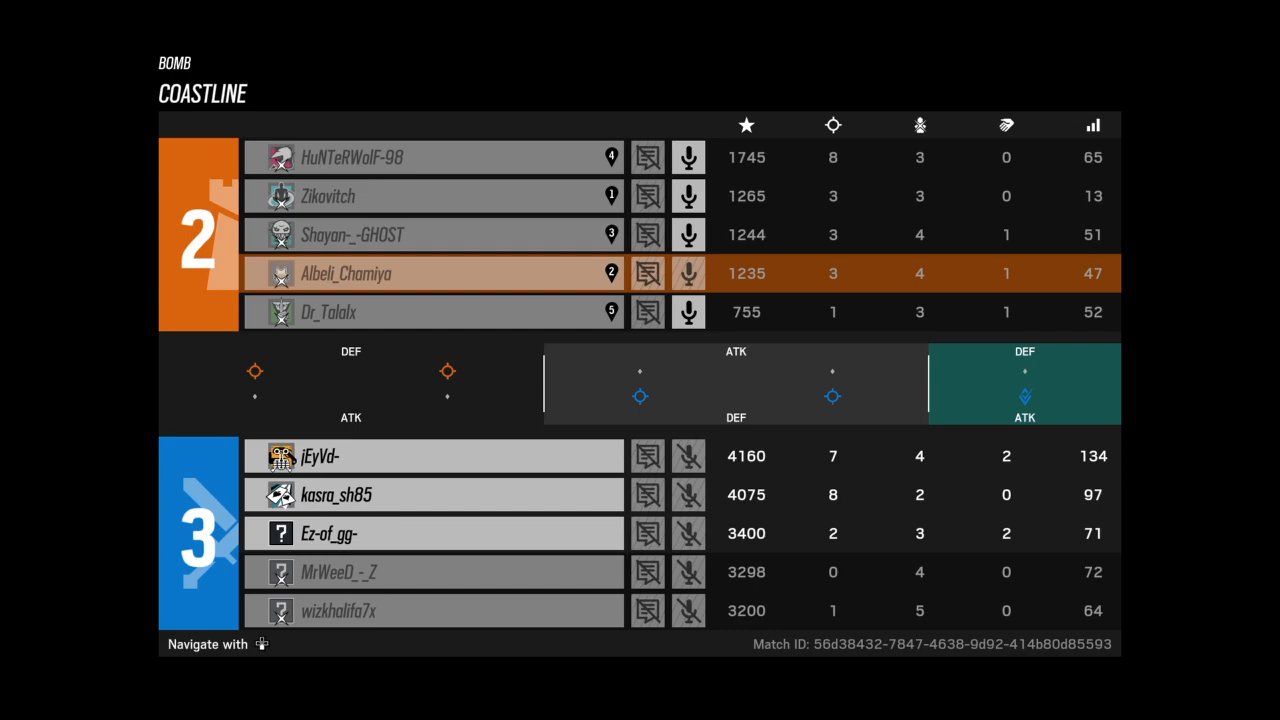 BOMB
COASTLINE
2
HuNTeRWolF-98 4 1745 8 3 0 65
Zikovitch 1 1265 3 3 0 13
Shayan-_-GHOST 3 1244 3 4 1 51
Albeli_Chamiya 2 1235 3 4 1 47
Dr_Talalx 5 755 1 3 1 52
DEF ATK DEF
ATK DEF ATK
3
jEyVd- 4160 7 4 2 134
kasra_sh85 4075 8 2 0 97
? Ez-of_gg- 3400 2 3 2 71
? MrWeeD_-_Z 3298 0 4 0 72
? wizkhalifa7x 3200 1 5 0 64
Navigate with
Match ID: 56d38432-7847-4638-9d92-414b80d85593